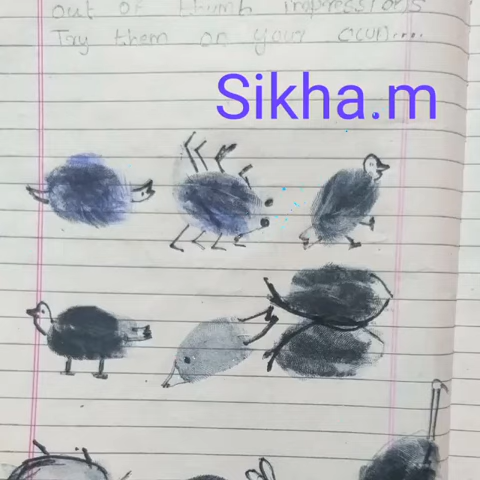 out of thumb impressions
Try them on your own....
Sikha.m